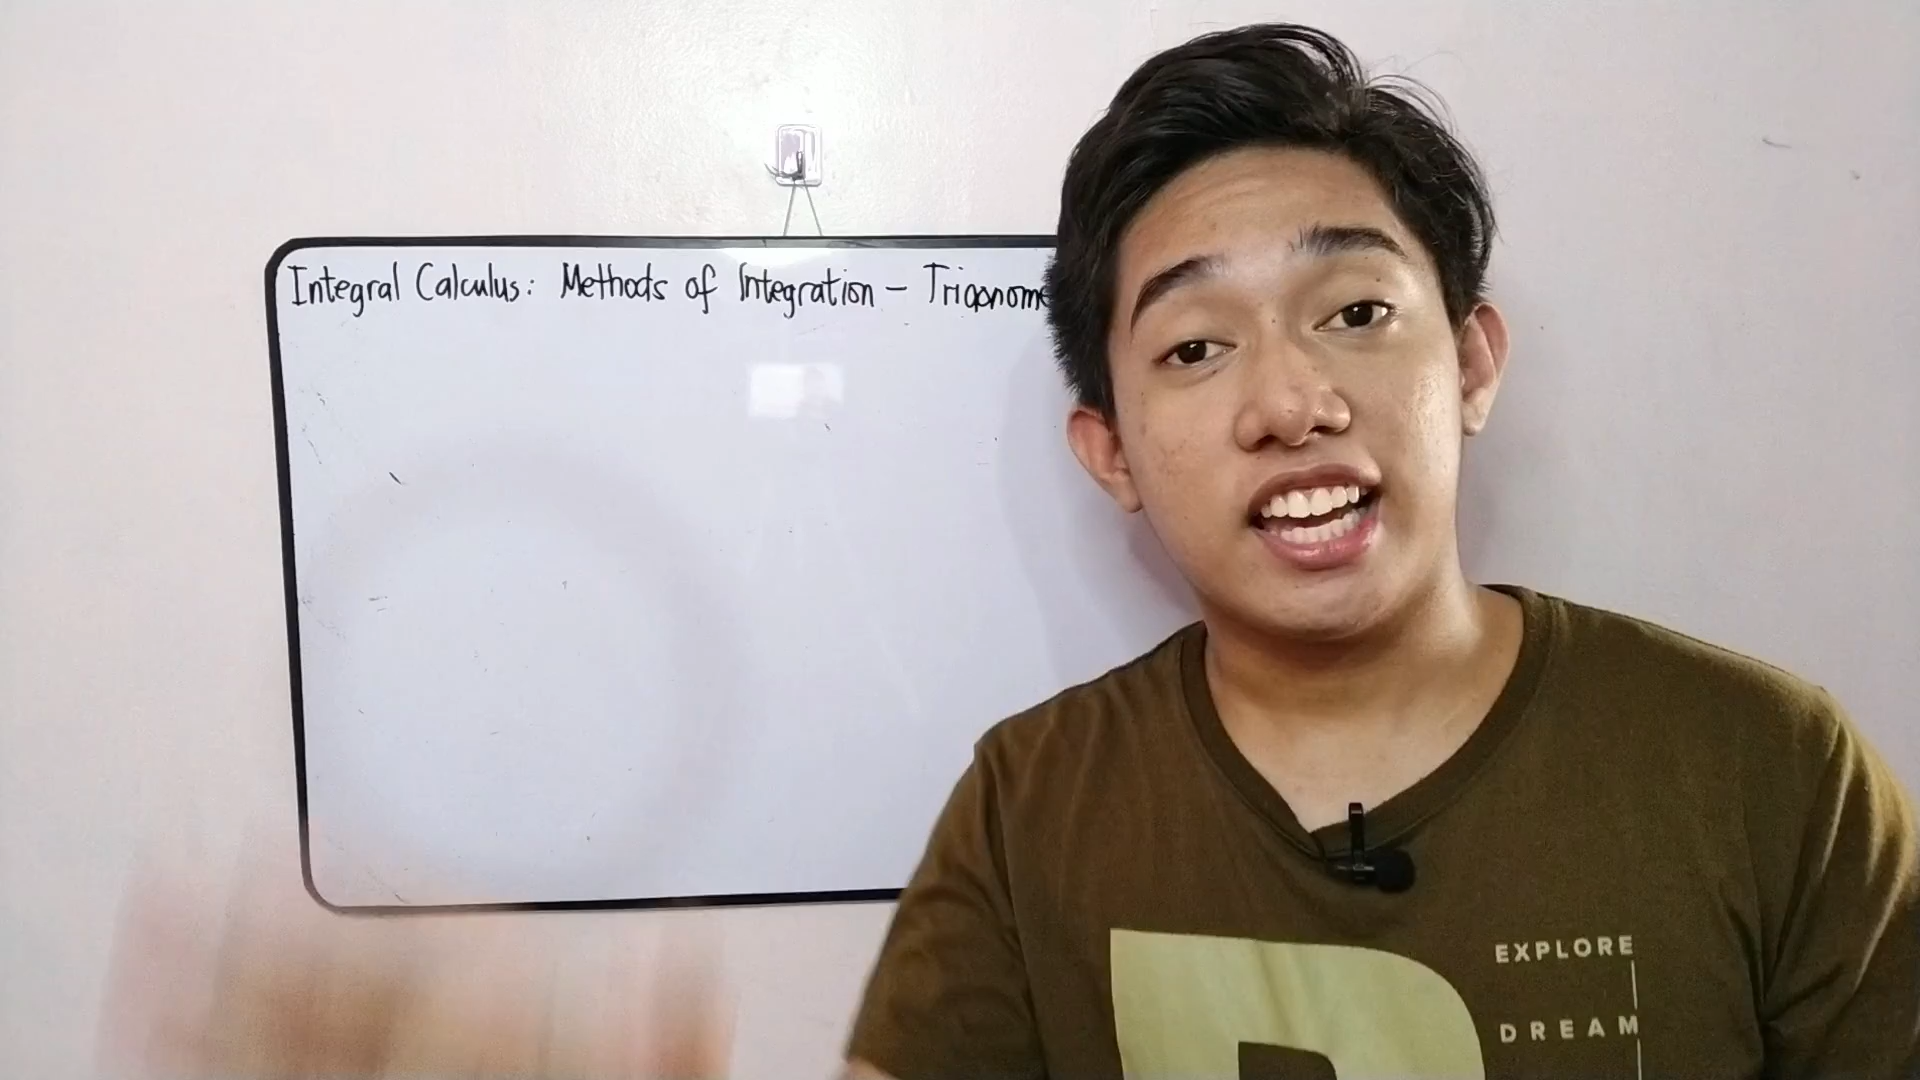 Integral Calculus: Methods of Integration - Trigonome
EXPLORE
DREAM